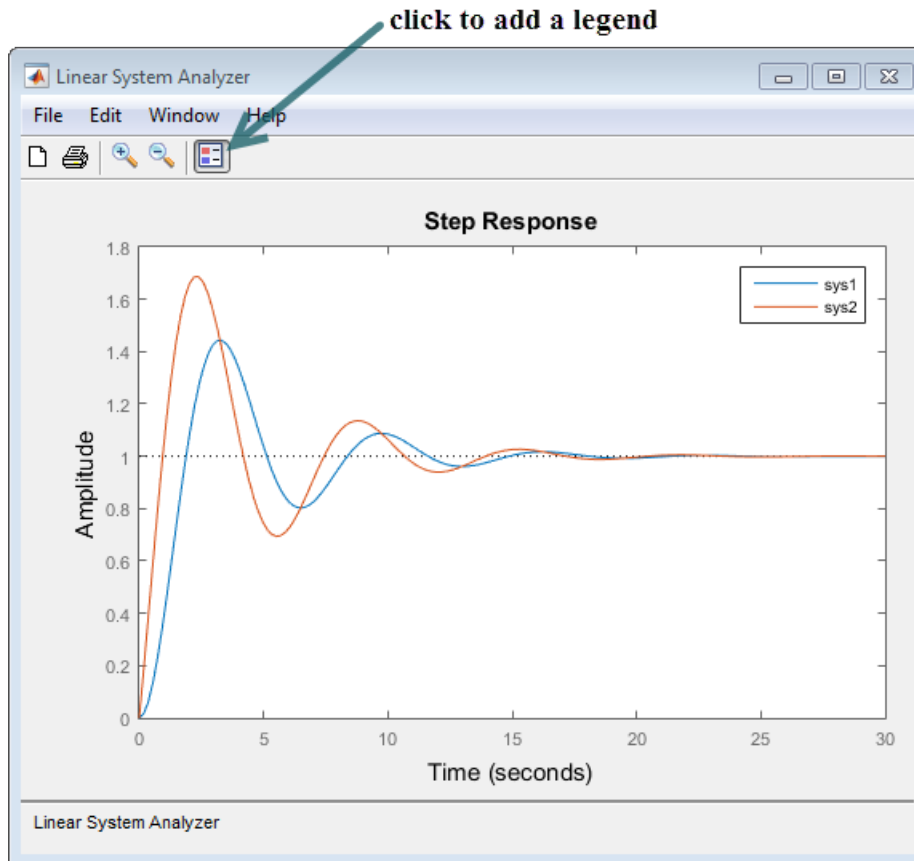 click to add a legend
Linear System Analyzer
File Edit Window Help
Step Response
1.8
1.6
1.4
1.2
1
0.8
0.6
0.4
0.2
0
Amplitude
sys1
sys2
0 5 10 15 20 25 30
Time (seconds)
Linear System Analyzer